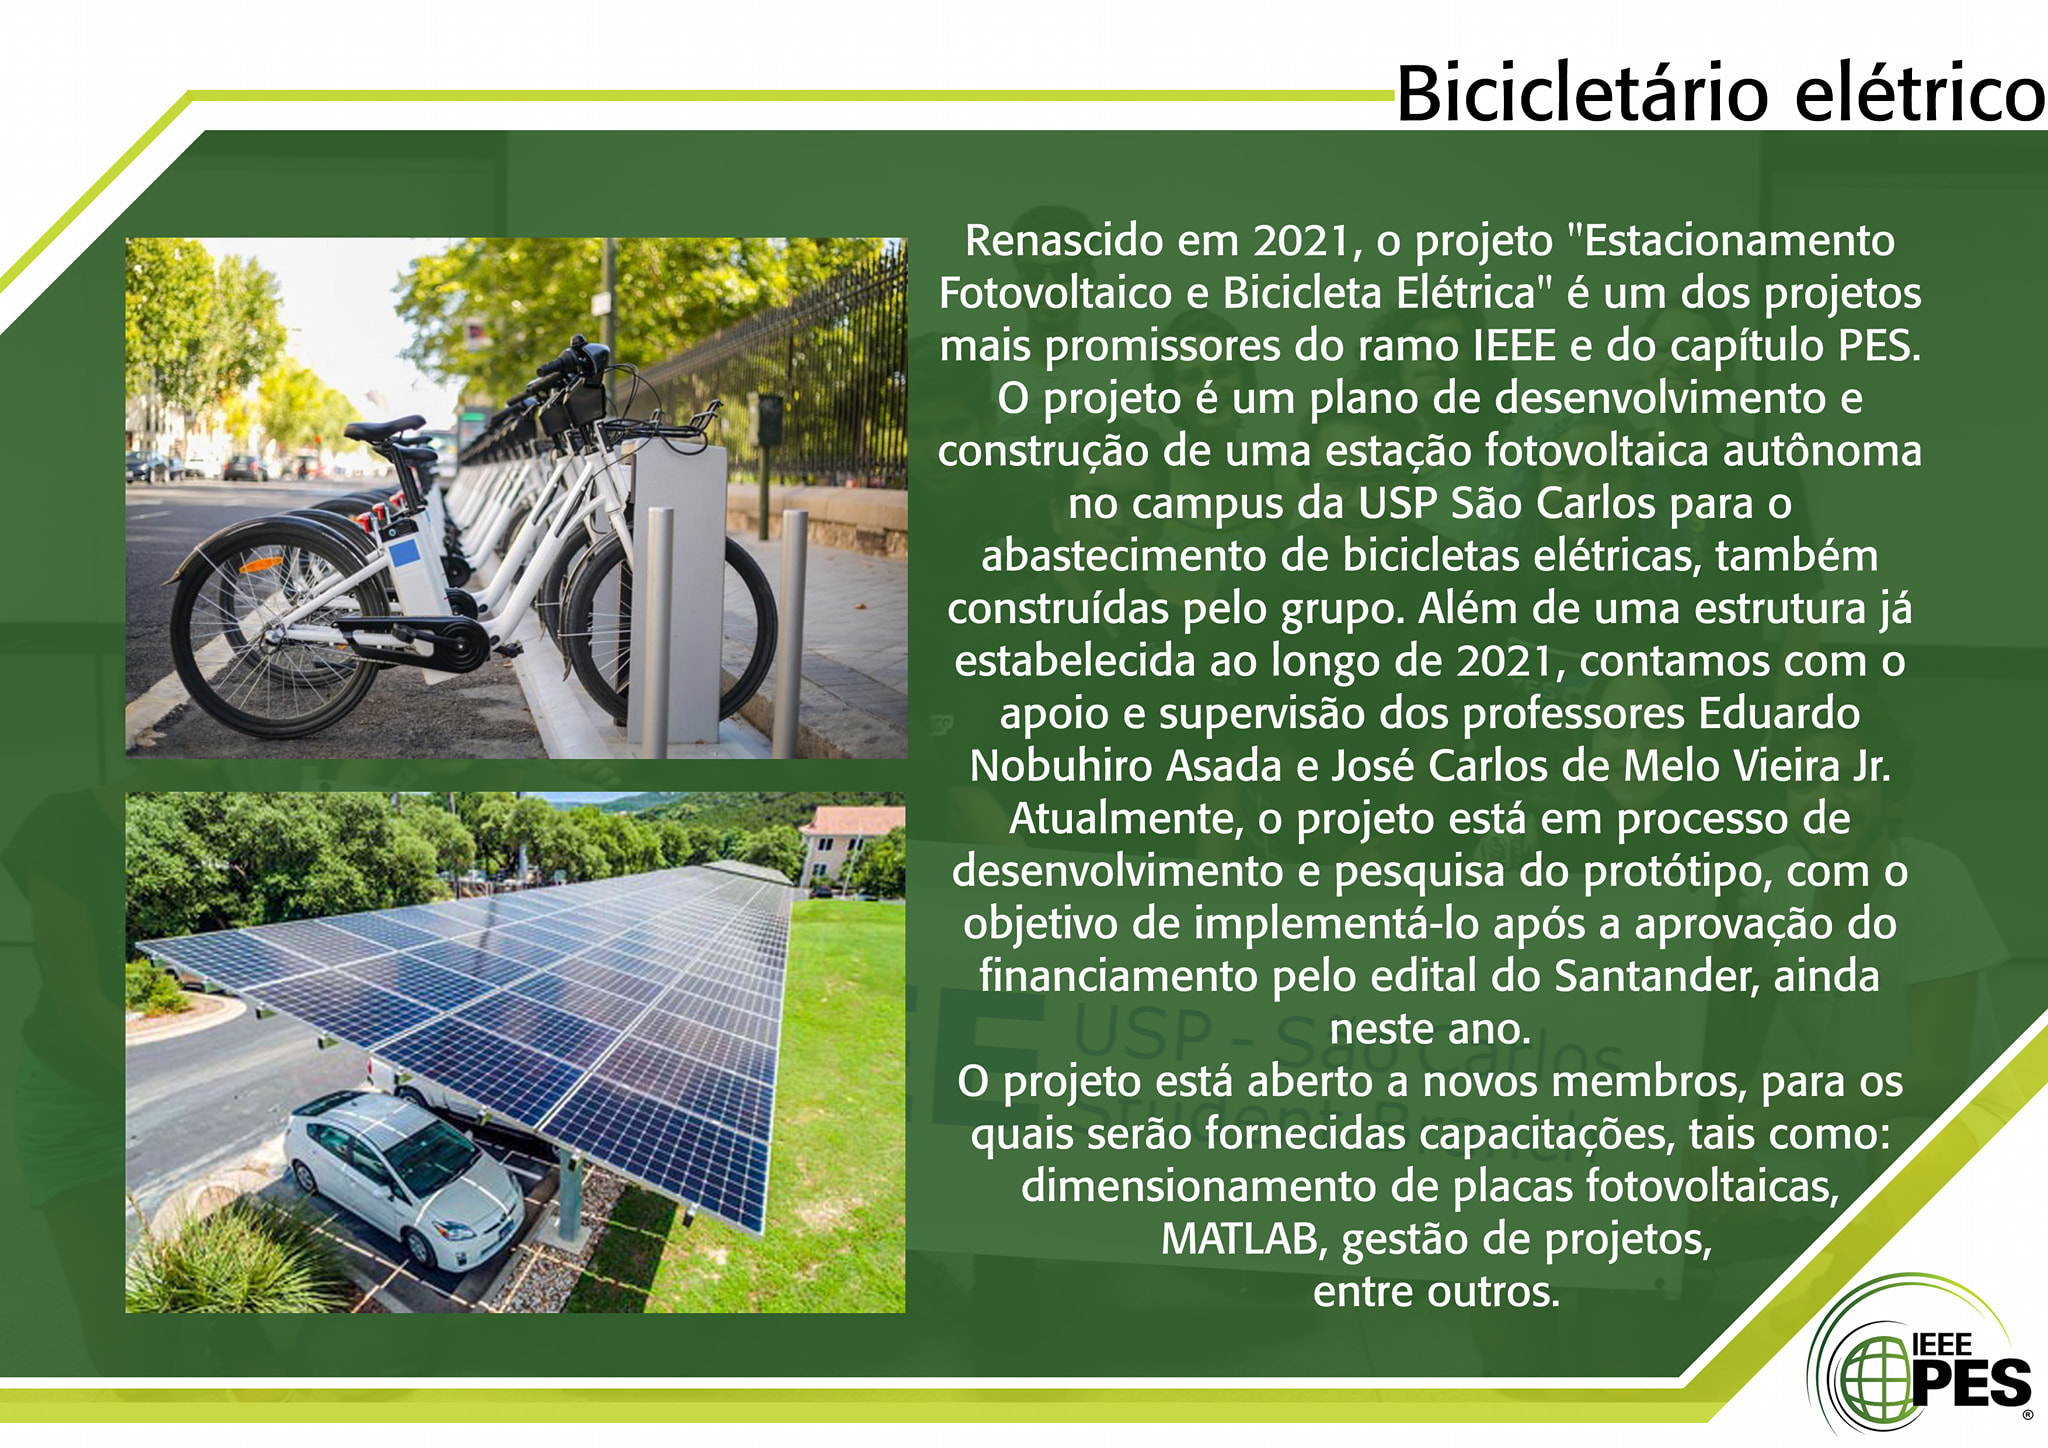 Bicicletário elétrico
Renascido em 2021, o projeto "Estacionamento
Fotovoltaico e Bicicleta Elétrica" é um dos projetos
mais promissores do ramo IEEE e do capítulo PES.
O projeto é um plano de desenvolvimento e
construção de uma estação fotovoltaica autônoma
no campus da USP São Carlos para o
abastecimento de bicicletas elétricas, também
construídas pelo grupo. Além de uma estrutura já
estabelecida ao longo de 2021, contamos com o
apoio e supervisão dos professores Eduardo
Nobuhiro Asada e José Carlos de Melo Vieira Jr.
Atualmente, o projeto está em processo de
desenvolvimento e pesquisa do protótipo, com o
objetivo de implementá-lo após a aprovação do
financiamento pelo edital do Santander, ainda
neste ano.
O projeto está aberto a novos membros, para os
quais serão fornecidas capacitações, tais como:
dimensionamento de placas fotovoltaicas,
MATLAB, gestão de projetos,
entre outros.
USP - São Carlos
Student Branch
IEEE
PES®